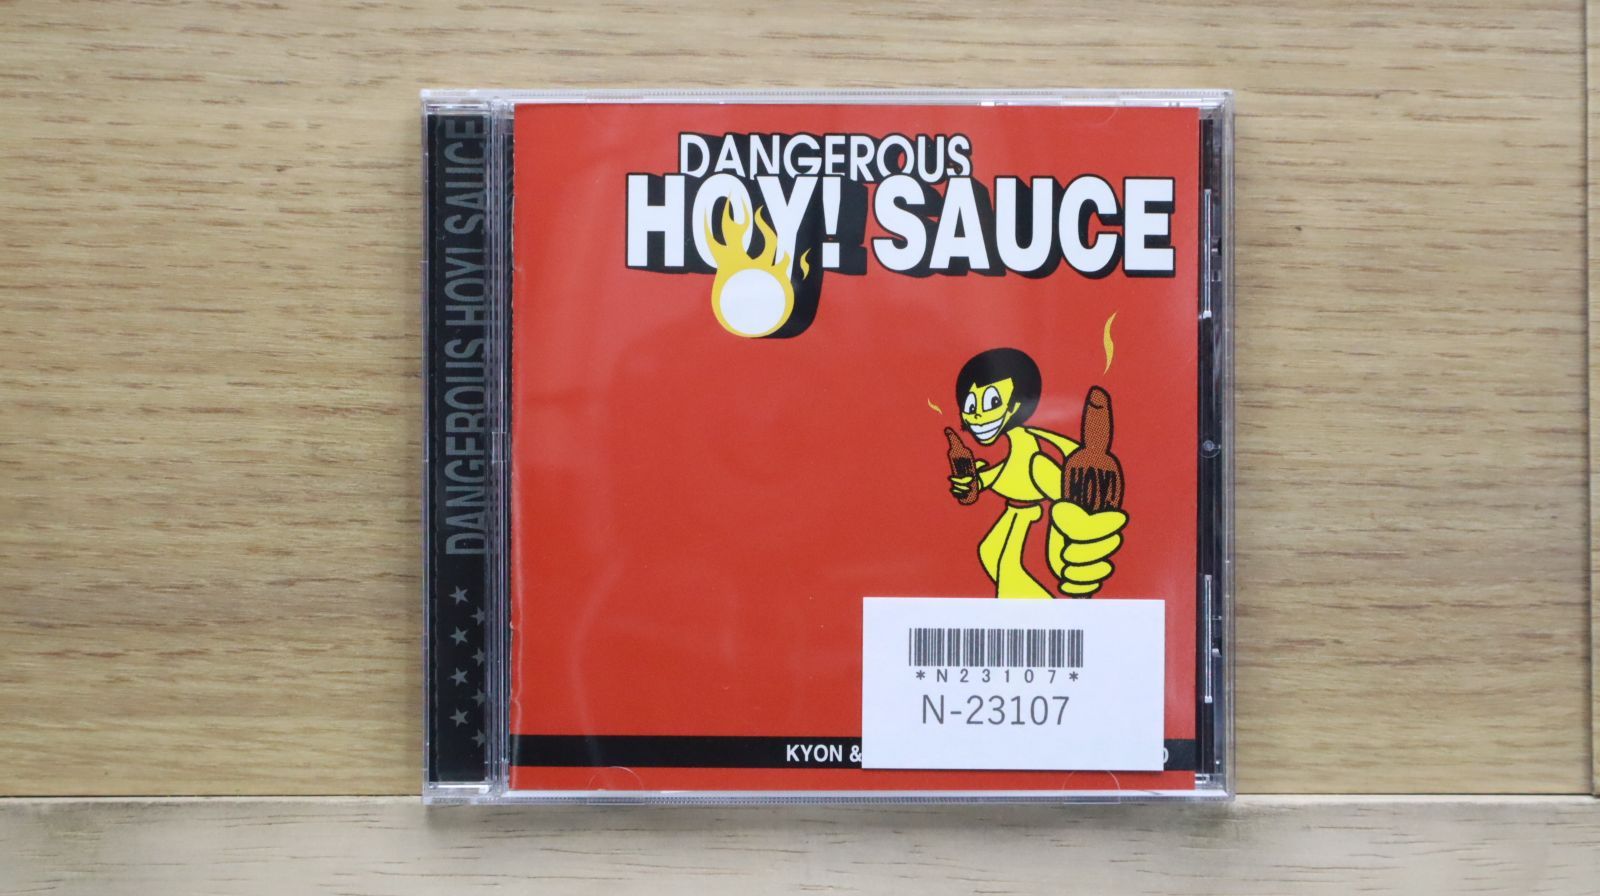 DANGEROUS
HOY! SAUCE
DANGEROUS HOY! SAUCE
HOY!
*N23107*
N-23107
KYON &